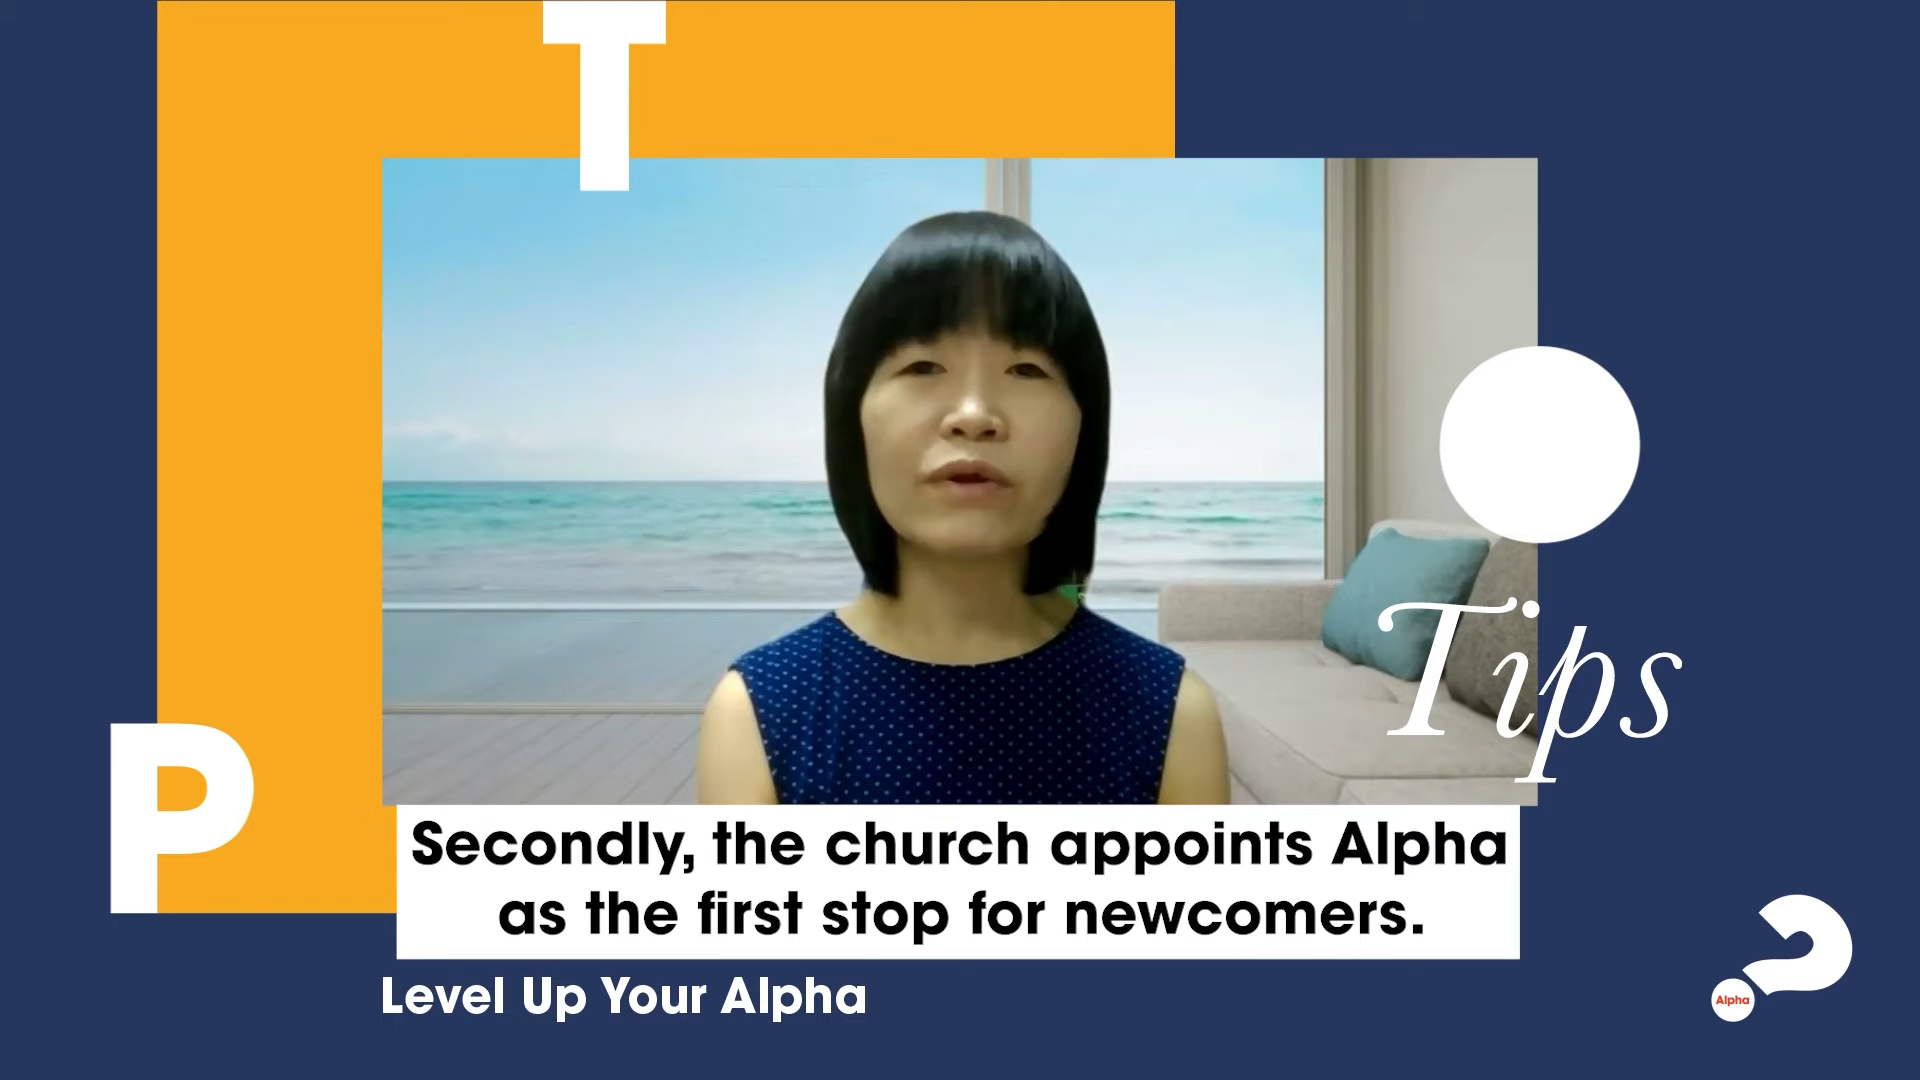 T
Tips
P
Secondly, the church appoints Alpha
as the first stop for newcomers.
Level Up Your Alpha
Alpha